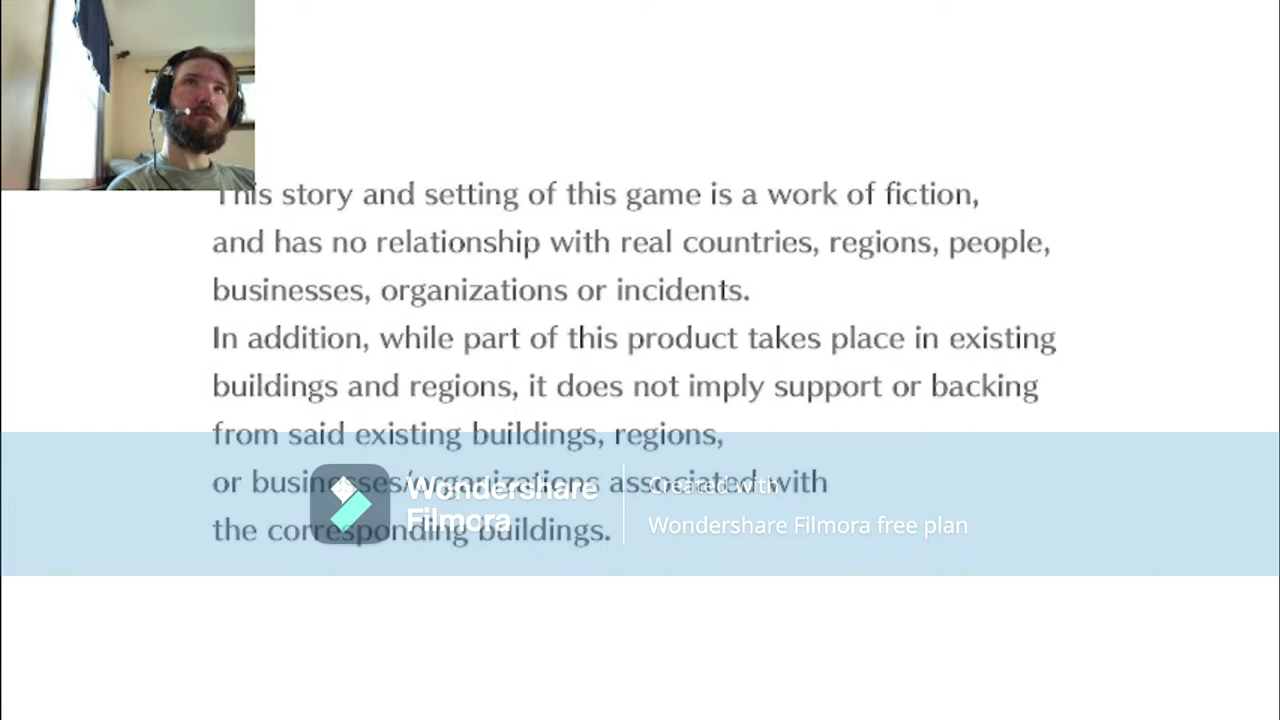 This story and setting of this game is a work of fiction,
and has no relationship with real countries, regions, people,
businesses, organizations or incidents.
In addition, while part of this product takes place in existing
buildings and regions, it does not imply support or backing
from said existing buildings, regions,
or businesses/organizations associated with
the corresponding buildings.
Wondershare
Filmora
Created with
Wondershare Filmora free plan